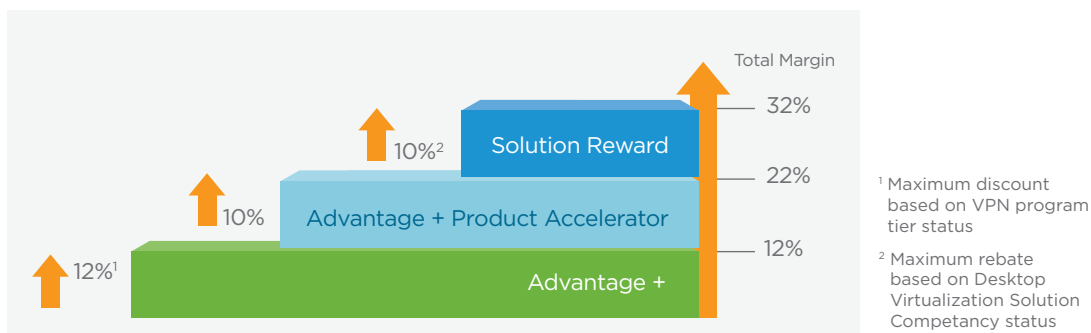 Total Margin
32%
Solution Reward
10%²
22%
Advantage + Product Accelerator
10%
12%
Advantage +
12%¹
¹ Maximum discount
based on VPN program
tier status
² Maximum rebate
based on Desktop
Virtualization Solution
Competancy status